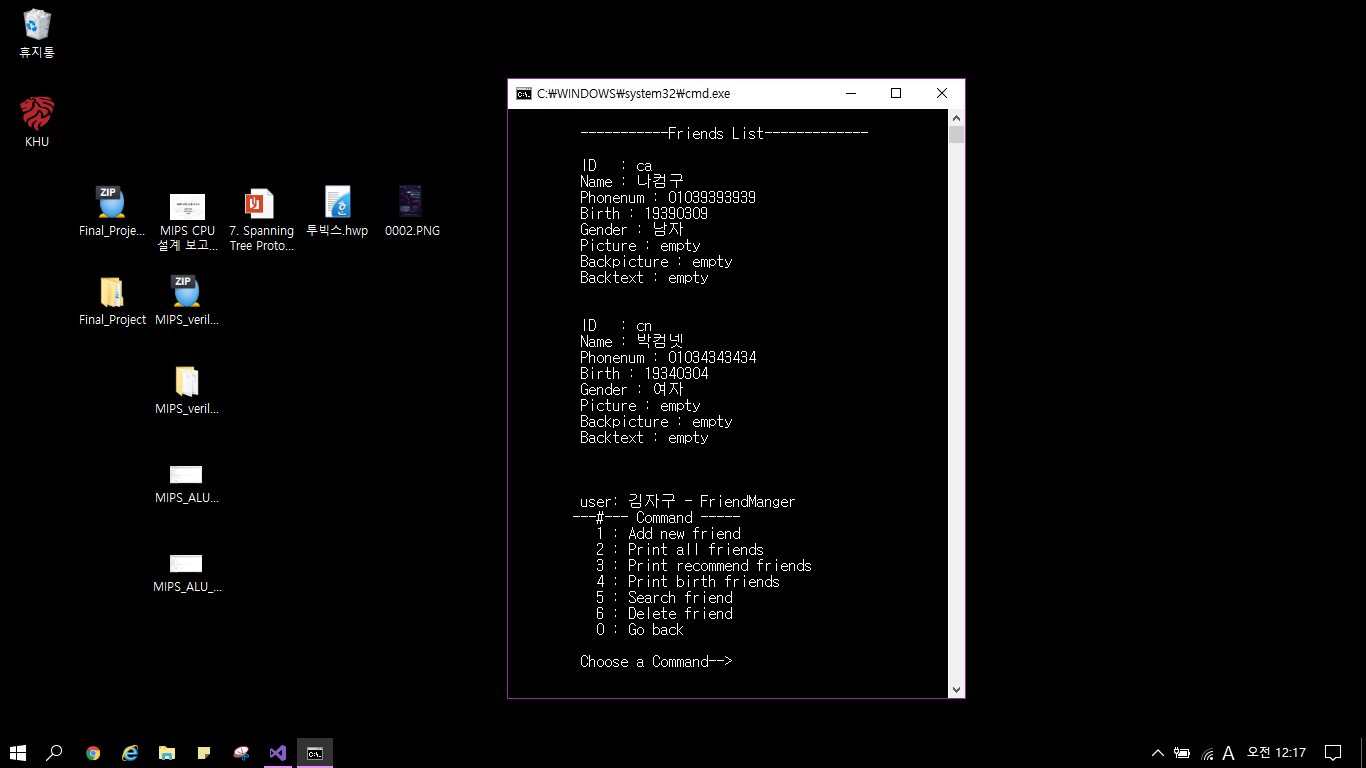 휴지통
KHU
Final_Proje...
MIPS CPU
설계 보고...
7. Spanning
Tree Proto...
투빅스.hwp
0002.PNG
Final_Project
MIPS_veril...
MIPS_veril...
MIPS_ALU...
MIPS_ALU_...
C:₩WINDOWS₩system32₩cmd.exe
-----------Friends List-------------
ID   : ca
Name : 나컴구
Phonenum : 01039393939
Birth : 19390309
Gender : 남자
Picture : empty
Backpicture : empty
Backtext : empty
ID   : cn
Name : 박컴넷
Phonenum : 01034343434
Birth : 19340304
Gender : 여자
Picture : empty
Backpicture : empty
Backtext : empty
user: 김자구 - FriendManger
---#--- Command -----
1 : Add new friend
2 : Print all friends
3 : Print recommend friends
4 : Print birth friends
5 : Search friend
6 : Delete friend
0 : Go back
Choose a Command-->
A 오전 12:17